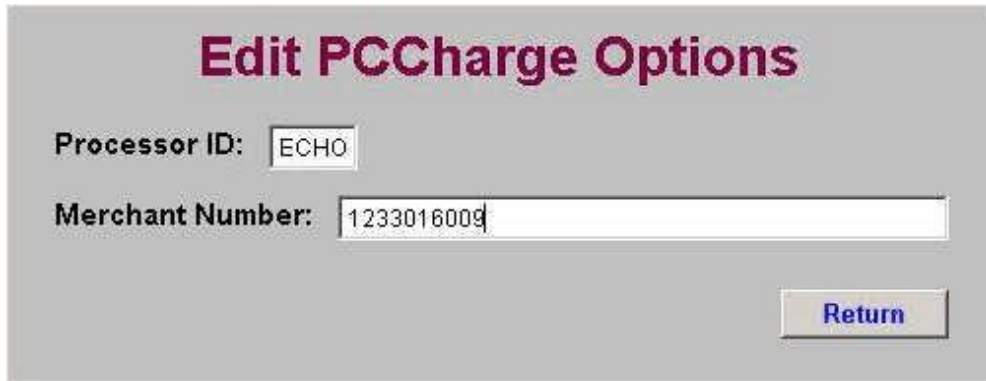 Edit PCCharge Options
Processor ID: ECHO
Merchant Number: 1233016009
Return